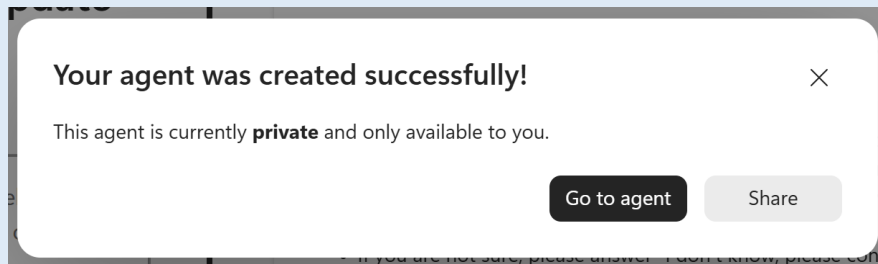 Your agent was created successfully!
This agent is currently private and only available to you.
Go to agent
Share